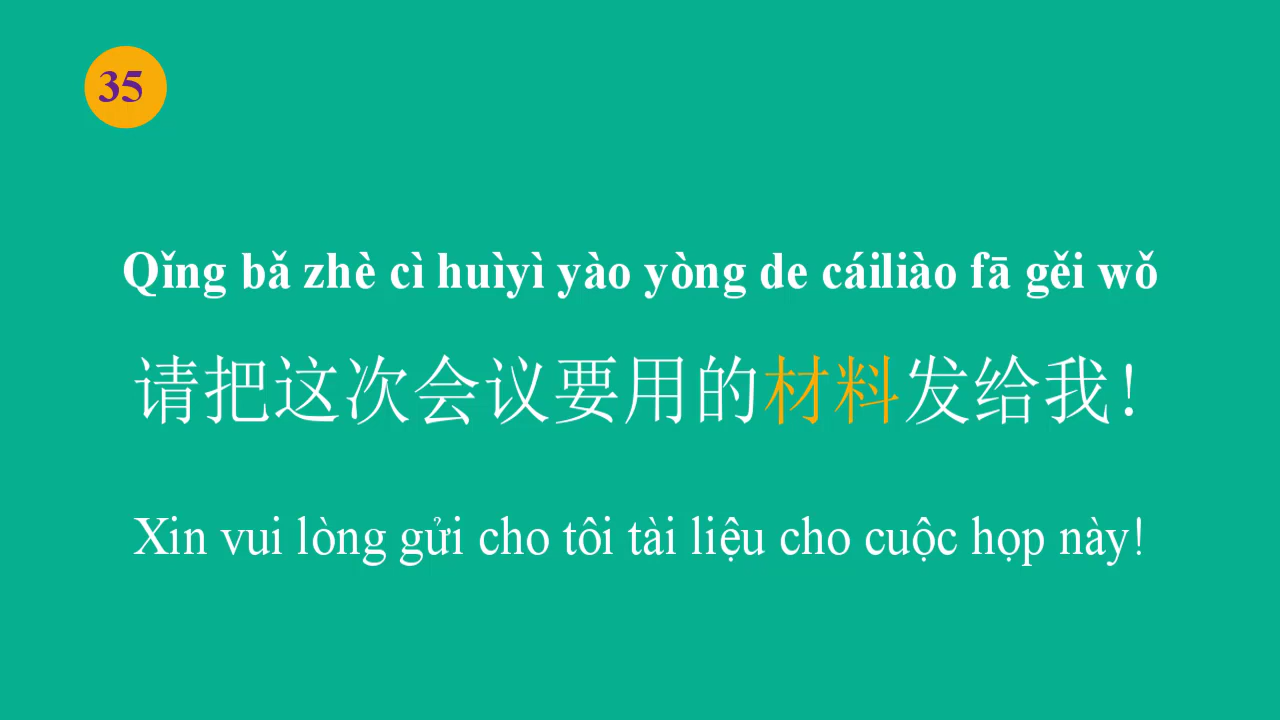 35
Qǐng bǎ zhè cì huìyì yào yòng de cáiliào fā gěi wǒ
请把这次会议要用的材料发给我!
Xin vui lòng gửi cho tôi tài liệu cho cuộc họp này!